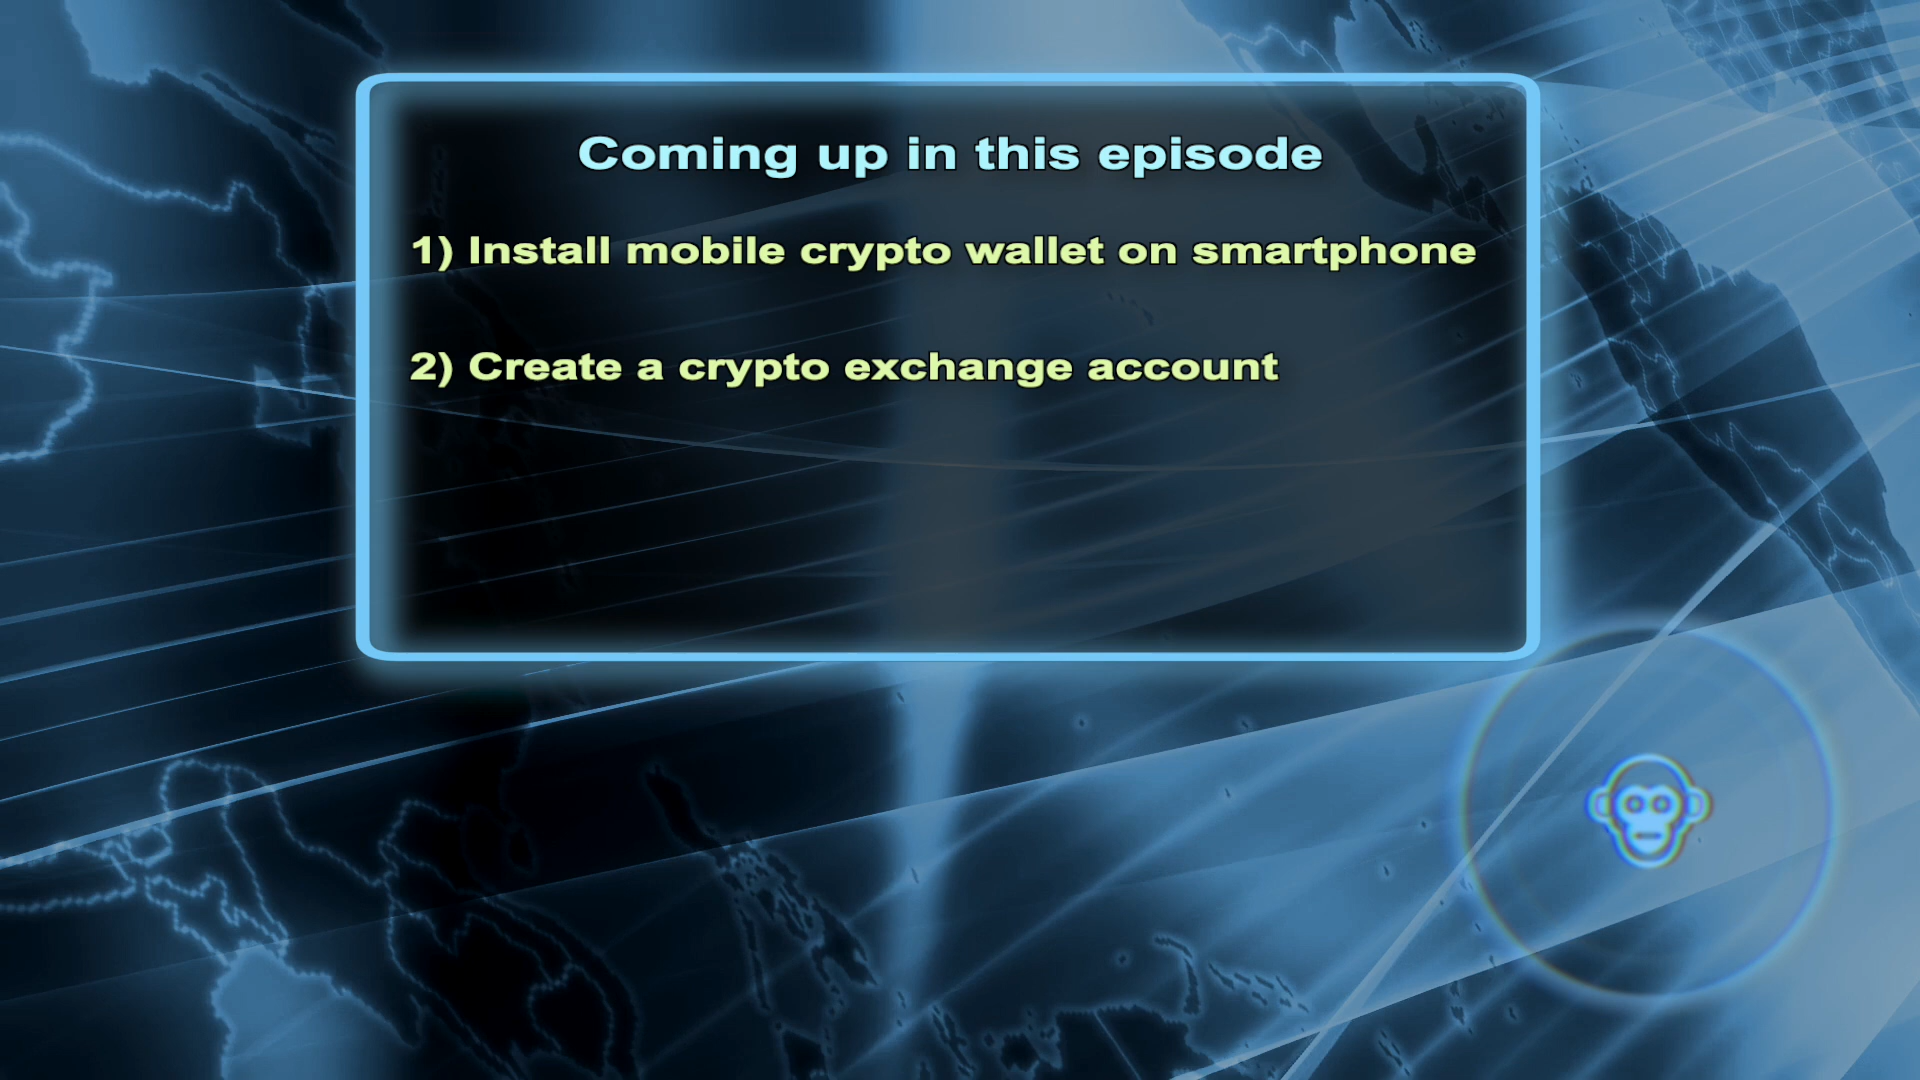 Coming up in this episode
1) Install mobile crypto wallet on smartphone
2) Create a crypto exchange account